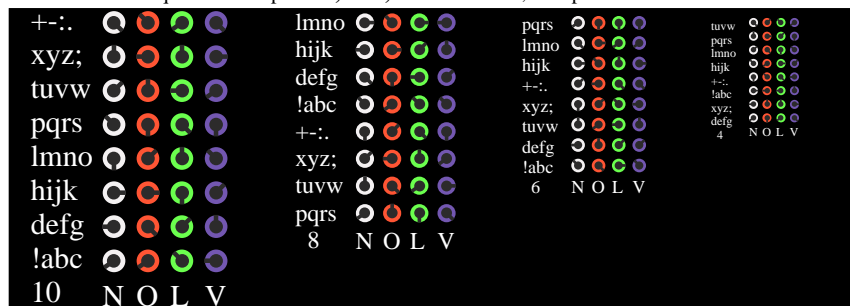 +-:.
xyz;
tuvw
pqrs
lmno
hijk
defg
!abc
10 N O L V
lmno
hijk
defg
!abc
+-:.
xyz;
tuvw
pqrs
8 N O L V
pqrs
lmno
hijk
+-:.
xyz;
tuvw
defg
!abc
6 N O L V
tuvw
pqrs
lmno
hijk
+-:.
!abc
xyz;
defg
4 N O L V